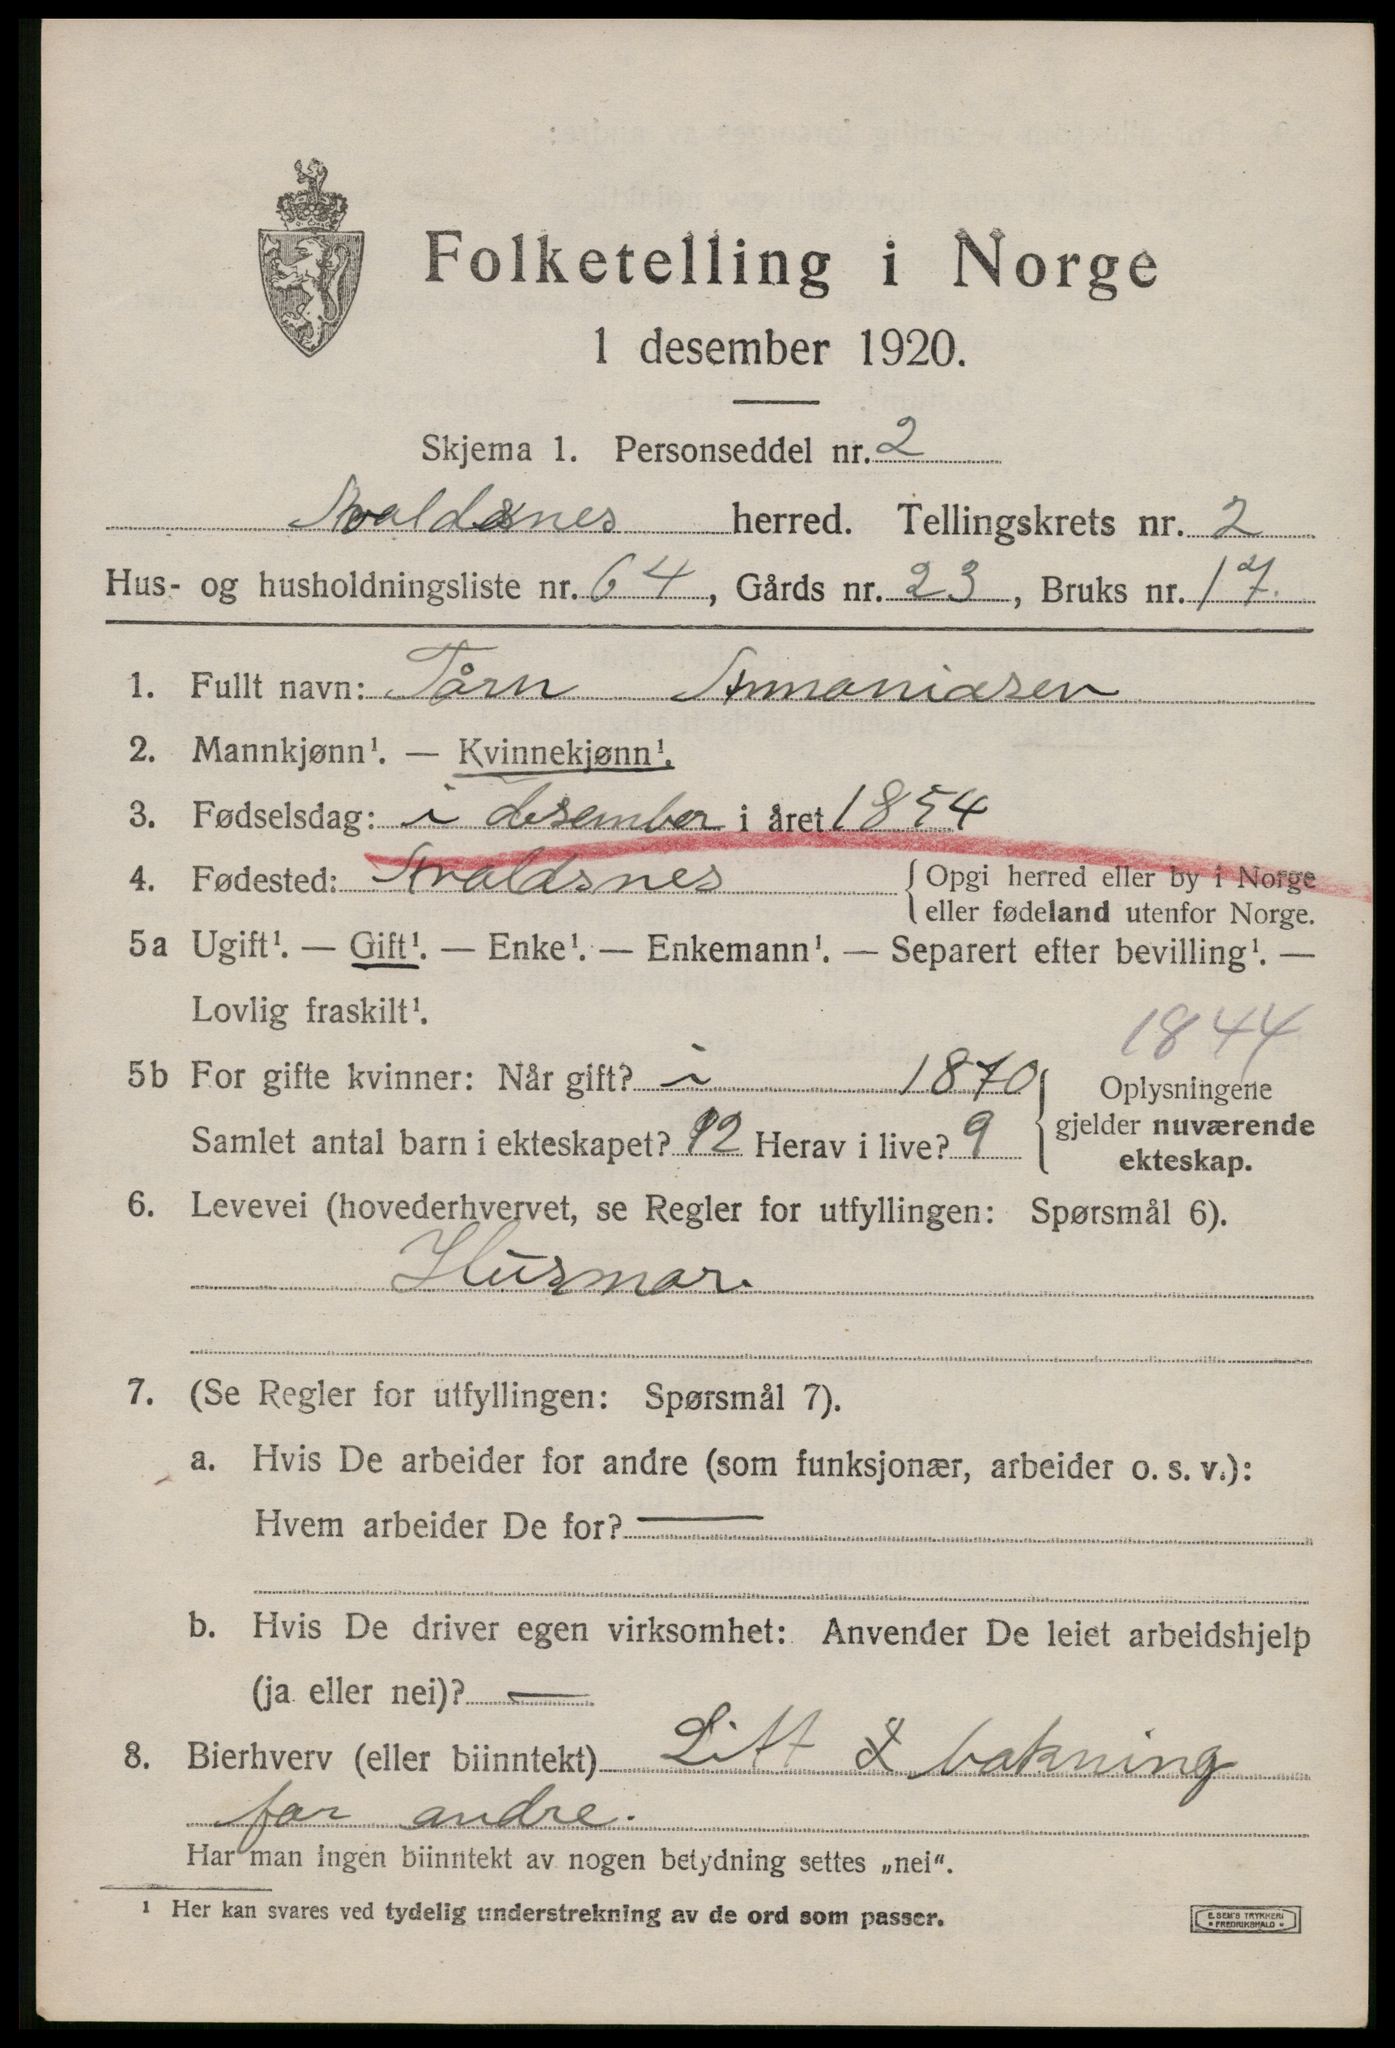 Folketelling i Norge
1 desember 1920.
Skjema 1. Personseddel nr. 2
herred. Tellingskrets nr. 2
Hus- og husholdningsliste nr. 64, Gårds nr. 23, Bruks nr. 17.
1. Fullt navn: Tårn Ananiasen
2. Mannkjønn¹. — Kvinnekjønn¹.
3. Fødselsdag: i desember i året 1854
4. Fødested: Avaldsnes { Opgi herred eller by i Norge
eller fødeland utenfor Norge.
5a Ugift¹. — Gift¹. — Enke¹. — Enkemann¹. — Separert efter bevilling¹. —
Lovlig fraskilt¹.
1844
5b For gifte kvinner: Når gift? i 1870 { Oplysningene
gjelder nuværende
Samlet antal barn i ekteskapet? 12 Herav i live? 9
ekteskap.
6. Levevei (hovederhvervet, se Regler for utfyllingen: Spørsmål 6).
Husmor.
7. (Se Regler for utfyllingen: Spørsmål 7).
a. Hvis De arbeider for andre (som funksjonær, arbeider o. s. v.):
Hvem arbeider De for? —
b. Hvis De driver egen virksomhet: Anvender De leiet arbeidshjelp
(ja eller nei)? —
8. Bierhverv (eller biinntekt) Litt bakning
for andre.
Har man ingen biinntekt av nogen betydning settes „nei“.
¹ Her kan svares ved tydelig understrekning av de ord som passer.
E. SEM'S TRYKKERI
FREDRIKSHALD